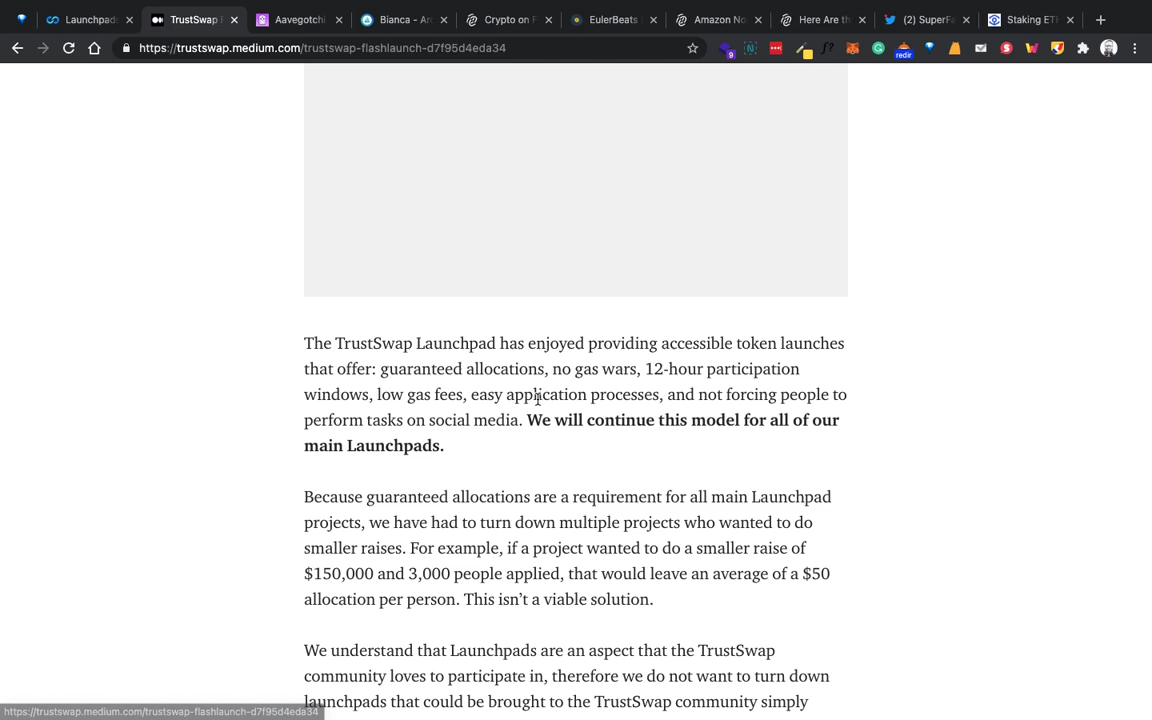 Launchpads
TrustSwap F
Aavegotchi
Bianca - Arc
Crypto on F
EulerBeats
Amazon No
Here Are th
(2) SuperFa
Staking ETH
https://trustswap.medium.com/trustswap-flashlaunch-d7f95d4eda34
9
redir
The TrustSwap Launchpad has enjoyed providing accessible token launches
that offer: guaranteed allocations, no gas wars, 12-hour participation
windows, low gas fees, easy application processes, and not forcing people to
perform tasks on social media. We will continue this model for all of our
main Launchpads.
Because guaranteed allocations are a requirement for all main Launchpad
projects, we have had to turn down multiple projects who wanted to do
smaller raises. For example, if a project wanted to do a smaller raise of
$150,000 and 3,000 people applied, that would leave an average of a $50
allocation per person. This isn’t a viable solution.
We understand that Launchpads are an aspect that the TrustSwap
community loves to participate in, therefore we do not want to turn down
launchpads that could be brought to the TrustSwap community simply
https://trustswap.medium.com/trustswap-flashlaunch-d7f95d4eda34